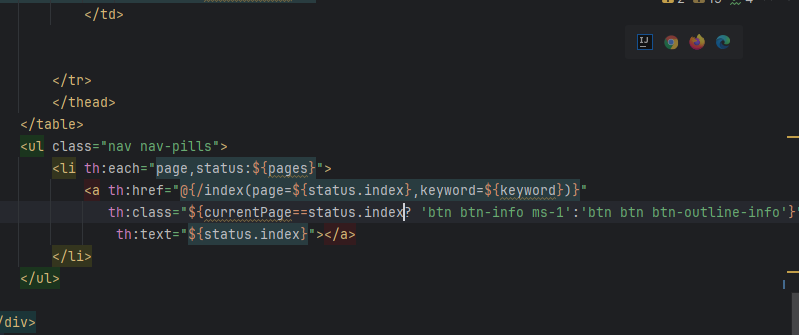 </td>
</tr>
</thead>
</table>
<ul class="nav nav-pills">
<li th:each="page,status:${pages}">
<a th:href="@{/index(page=${status.index},keyword=${keyword})}"
th:class="${currentPage==status.index? 'btn btn-info ms-1':'btn btn btn-outline-info'}"
th:text="${status.index}"></a>
</li>
</ul>
/div>